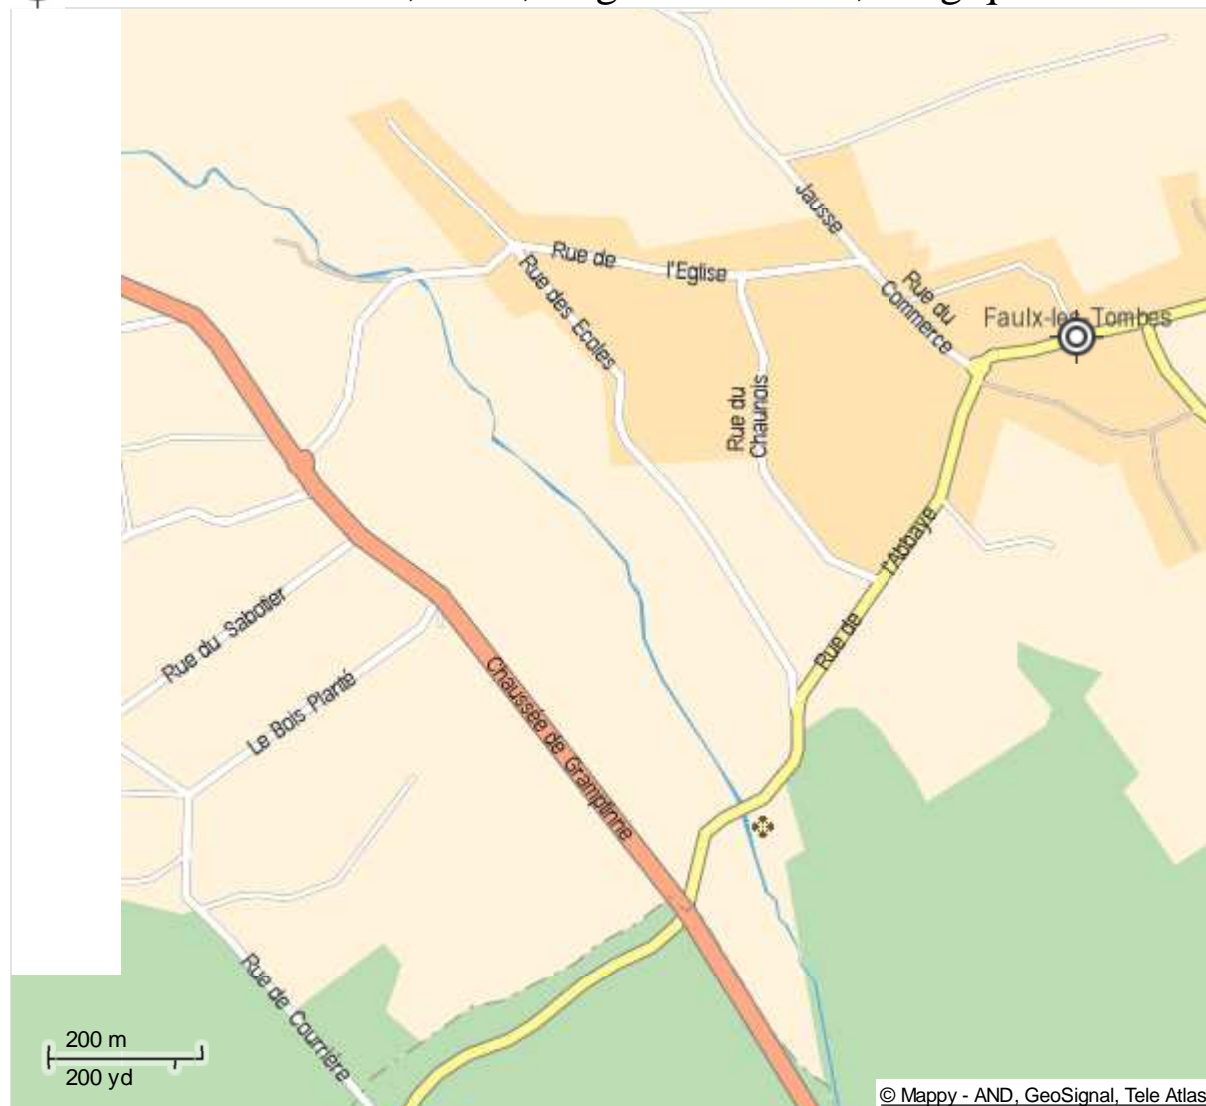 Jausse
Rue de l'Eglise
Rue des Ecoles
Rue du
Commerce
Faulx-les-Tombes
Rue du
Chaunois
Rue de l'Abbaye
Rue du Sabotier
Le Bois Planté
Chaussée de Gramptinne
Rue de Courrière
200 m
200 yd
© Mappy - AND, GeoSignal, Tele Atlas